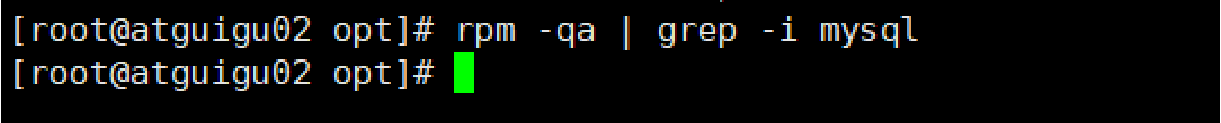 [root@atguigu02 opt]# rpm -qa | grep -i mysql
[root@atguigu02 opt]#